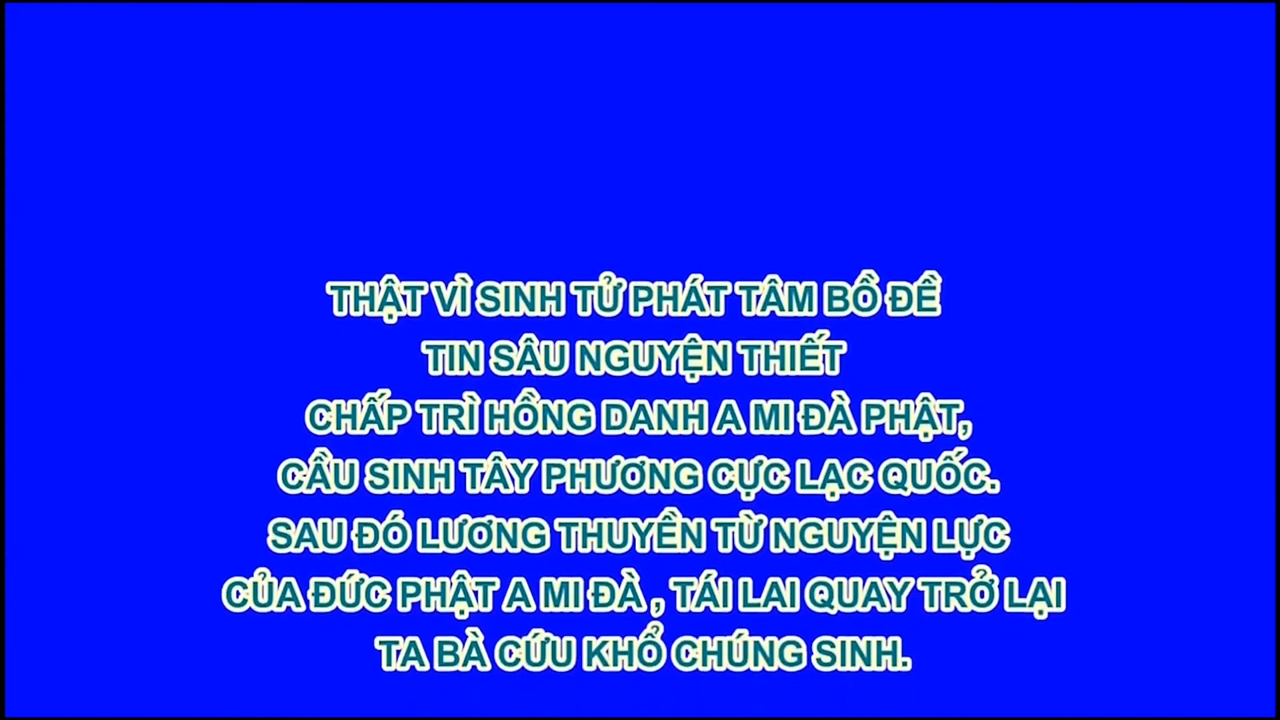 THẬT VÌ SINH TỬ PHÁT TÂM BỒ ĐỀ
TIN SÂU NGUYỆN THIẾT
CHẤP TRÌ HỒNG DANH A MI ĐÀ PHẬT,
CẦU SINH TÂY PHƯƠNG CỰC LẠC QUỐC.
SAU ĐÓ LƯƠNG THUYỀN TỪ NGUYỆN LỰC
CỦA ĐỨC PHẬT A MI ĐÀ , TÁI LAI QUAY TRỞ LẠI
TA BÀ CỨU KHỔ CHÚNG SINH.